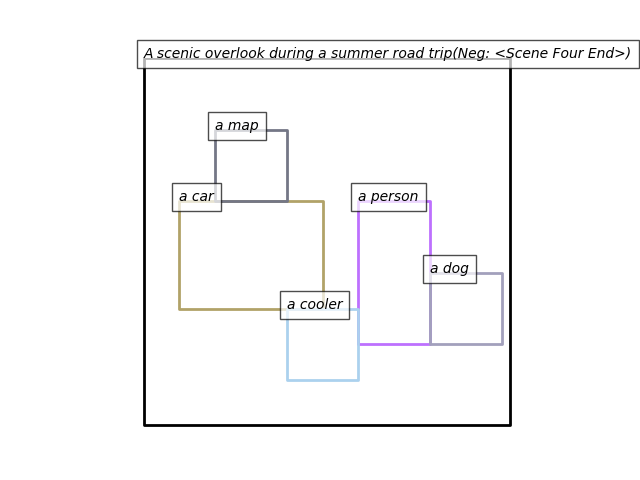 A scenic overlook during a summer road trip(Neg: <Scene Four End>)
a map
a car
a person
a dog
a cooler